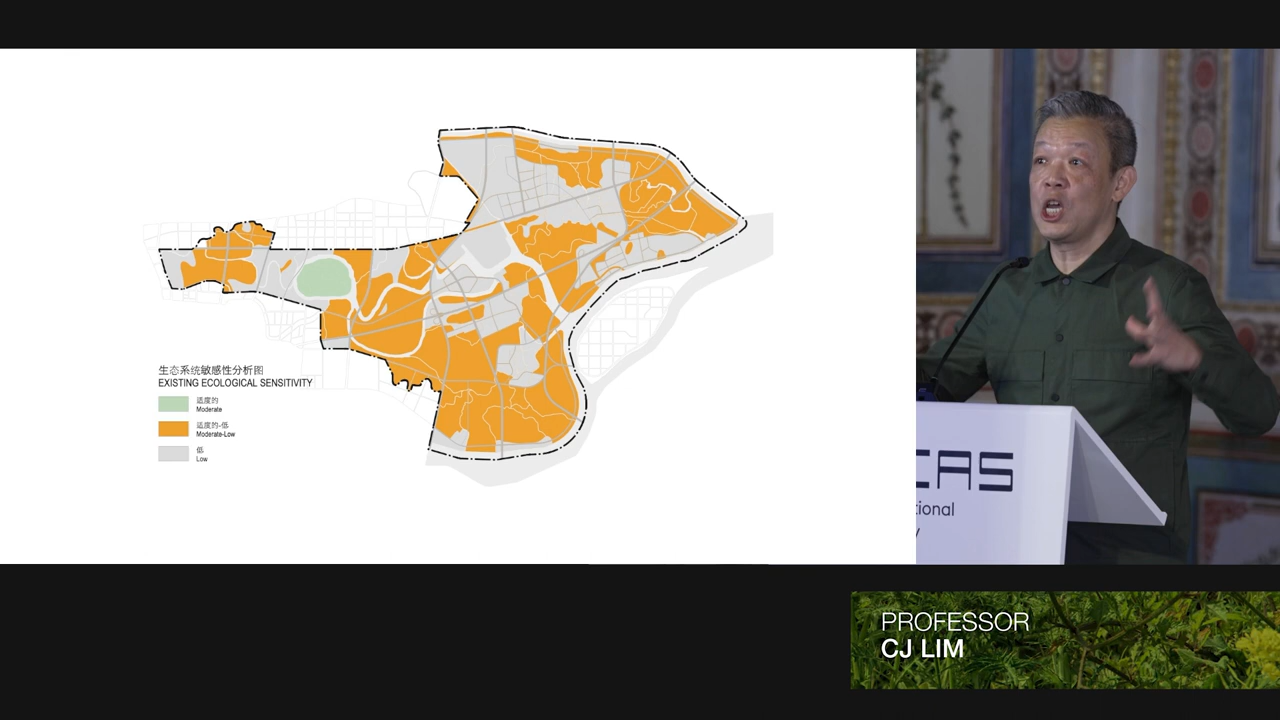 生态系统敏感性分析图
EXISTING ECOLOGICAL SENSITIVITY
适度的
Moderate
适度的-低
Moderate-Low
低
Low
CAS
tional
PROFESSOR
CJ LIM